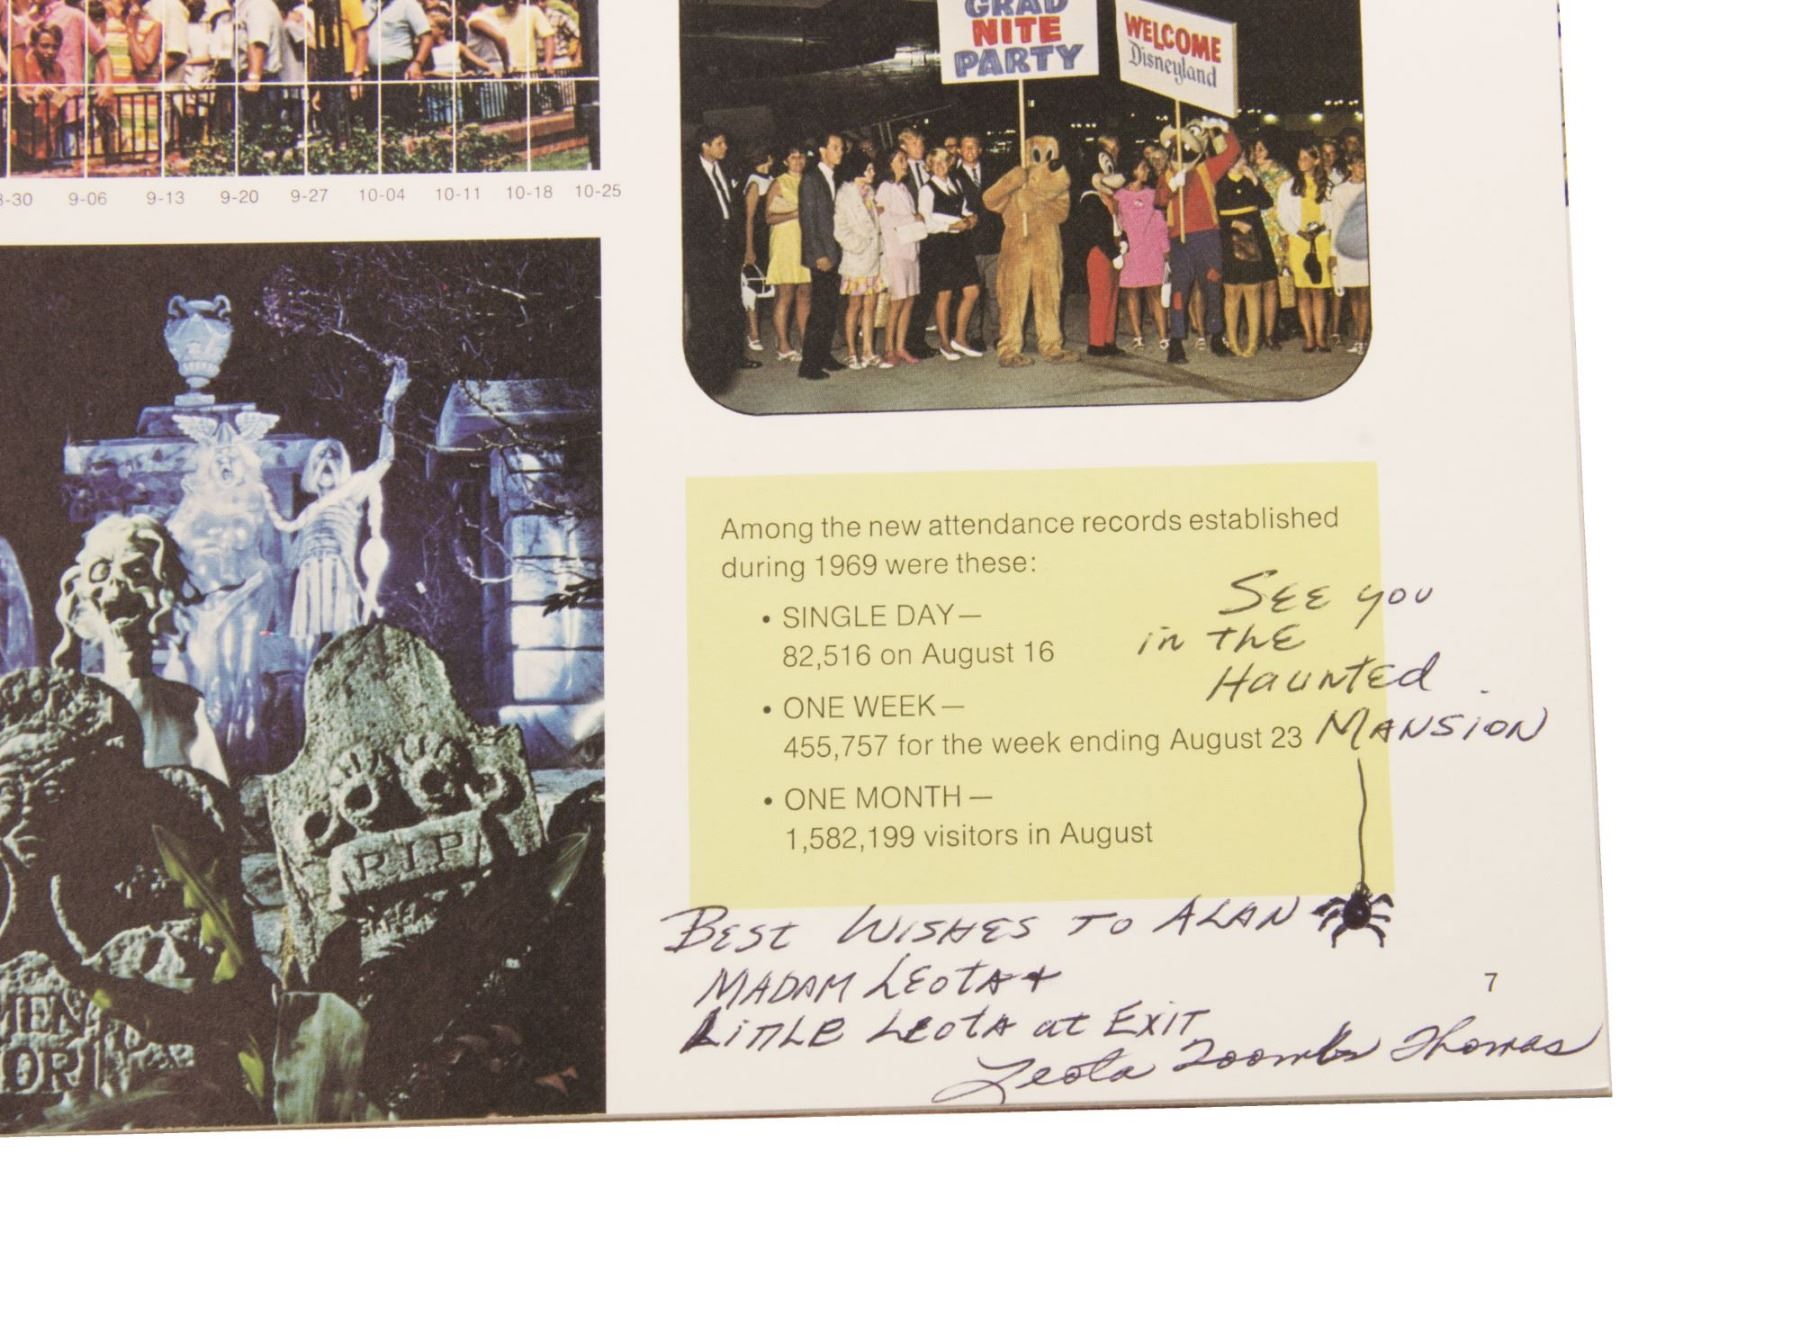 GRAD
NITE
PARTY
WELCOME
Disneyland
8-30 9-06 9-13 9-20 9-27 10-04 10-11 10-18 10-25
Among the new attendance records established
during 1969 were these:
• SINGLE DAY—
82,516 on August 16
• ONE WEEK—
455,757 for the week ending August 23
• ONE MONTH—
1,582,199 visitors in August
SEE you
in thE
HauntEd
MANSION
BEST WISHES TO ALAN
MADAM LEOTA +
LITTLE LEOTA at EXIT
Leota Toombs Thomas
7
R.I.P.